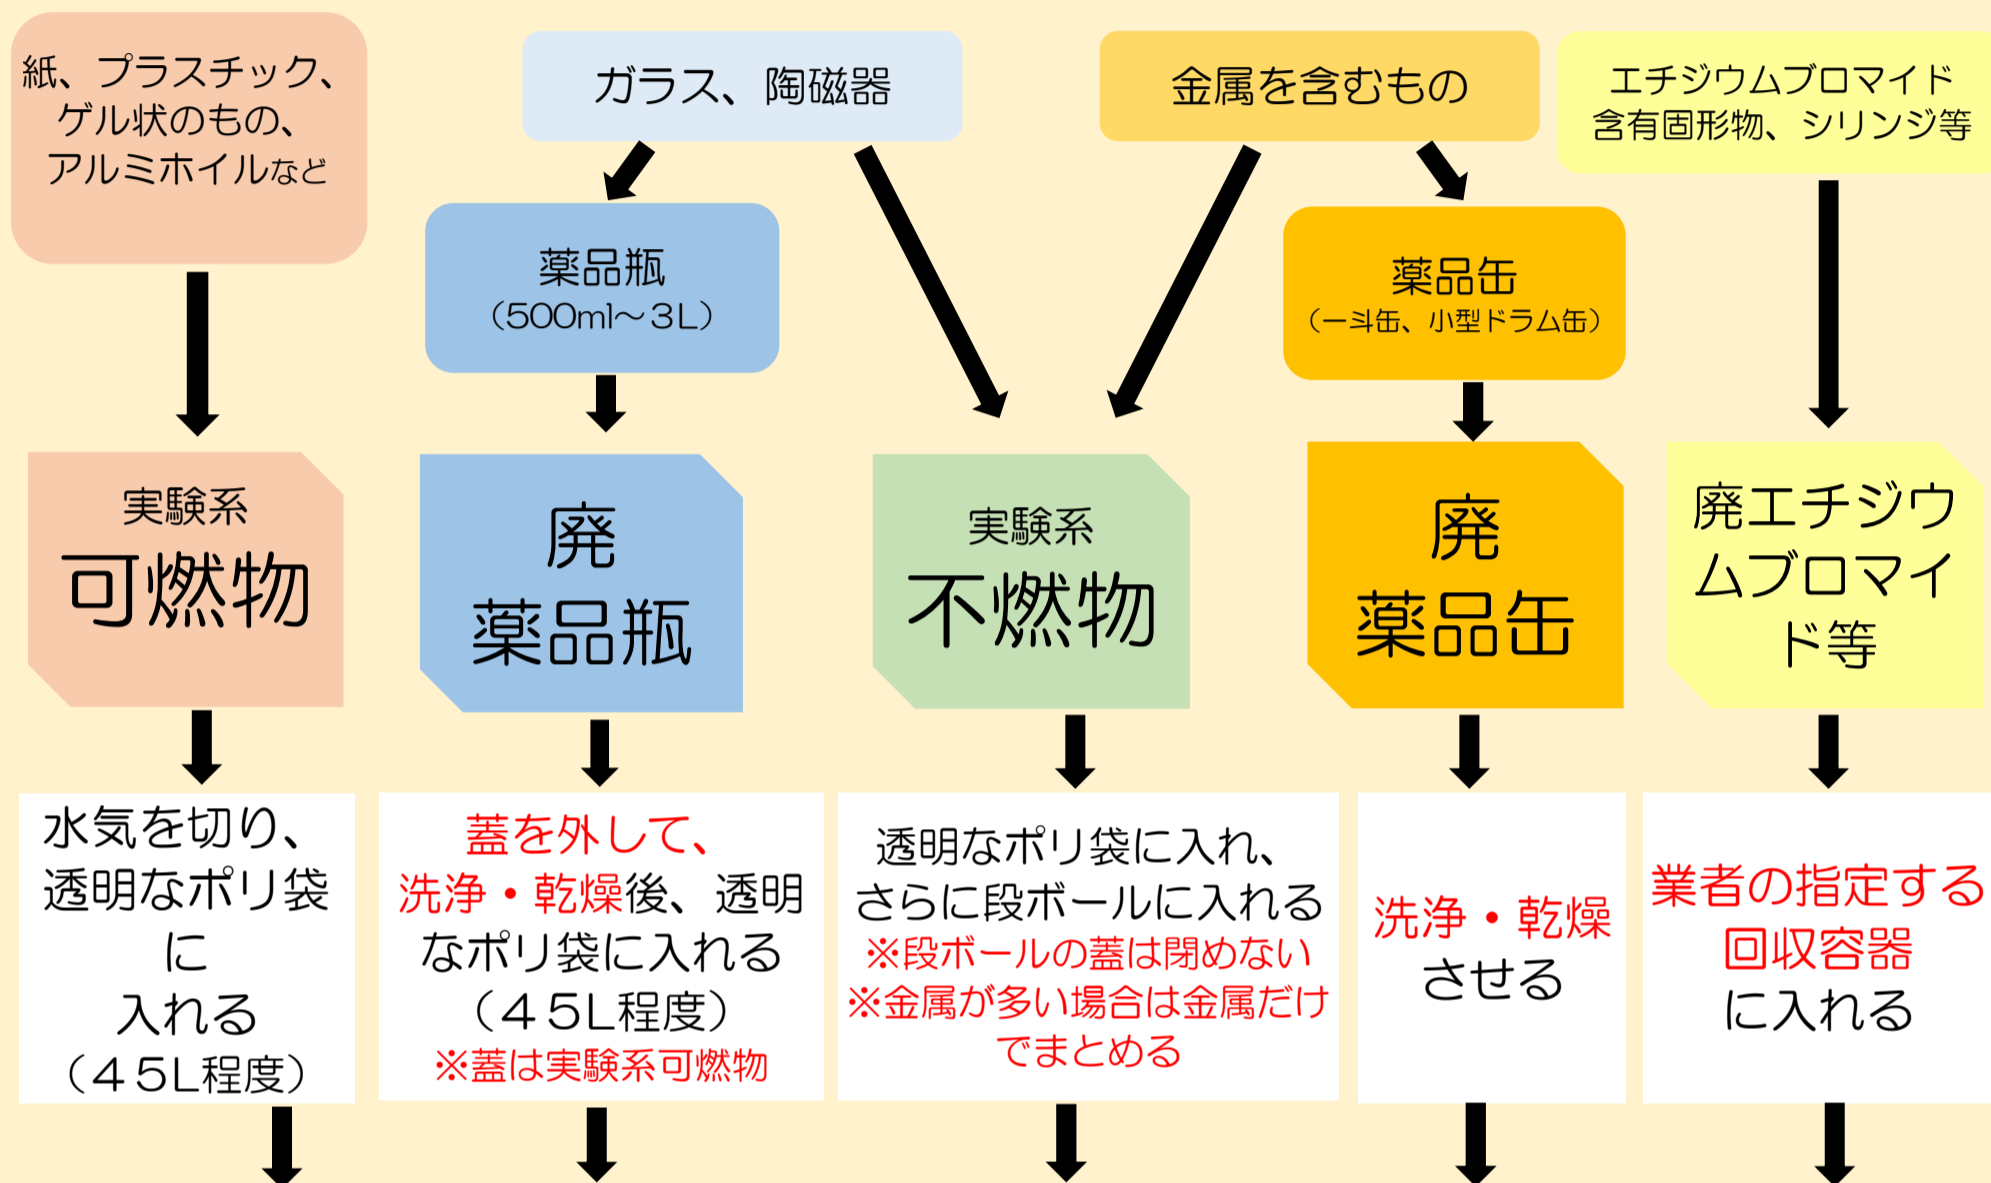 紙、プラスチック、
ゲル状のもの、
アルミホイルなど
ガラス、陶磁器
金属を含むもの
エチジウムブロマイド
含有固形物、シリンジ等
薬品瓶
（500ml～3L）
薬品缶
（一斗缶、小型ドラム缶）
実験系
可燃物
廃
薬品瓶
実験系
不燃物
廃
薬品缶
廃エチジウ
ムブロマイ
ド等
水気を切り、
透明なポリ袋
に
入れる
（４５L程度）
蓋を外して、
洗浄・乾燥後、透明
なポリ袋に入れる
（４５L程度）
※蓋は実験系可燃物
透明なポリ袋に入れ、
さらに段ボールに入れる
※段ボールの蓋は閉めない
※金属が多い場合は金属だけ
でまとめる
洗浄・乾燥
させる
業者の指定する
回収容器
に入れる